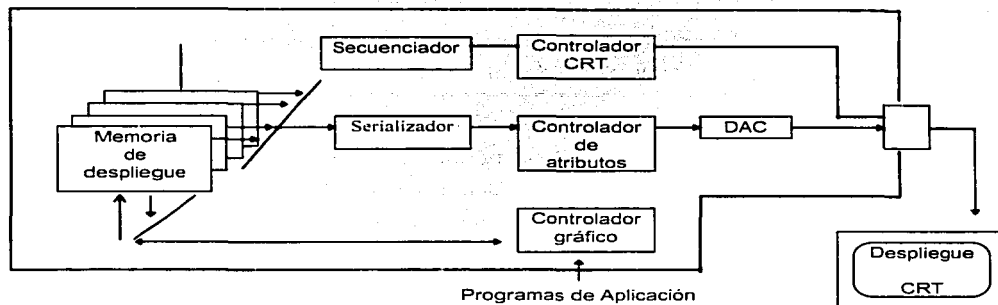 Secuenciador
Controlador
CRT
Memoria
de
despliegue
Serializador
Controlador
de
atributos
DAC
Controlador
gráfico
Programas de Aplicación
Despliegue
CRT